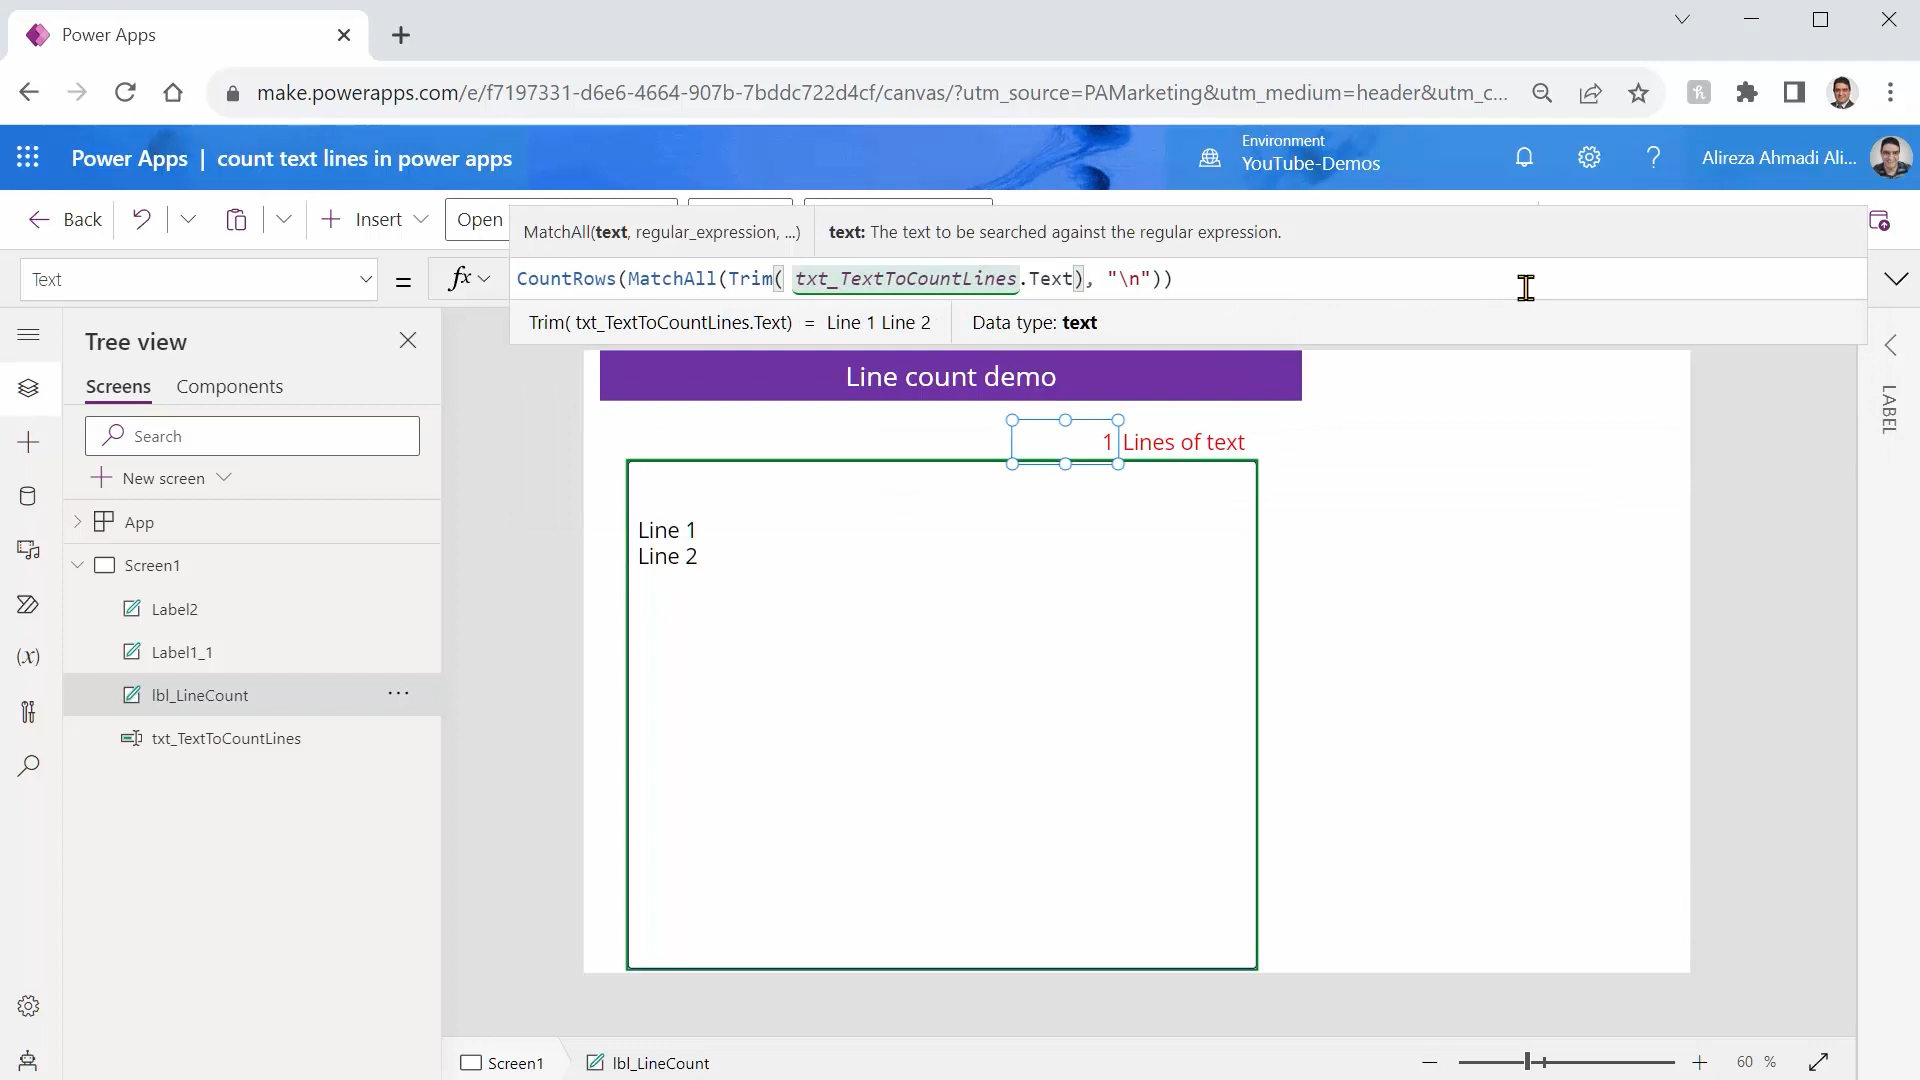 Power Apps
make.powerapps.com/e/f7197331-d6e6-4664-907b-7bddc722d4cf/canvas/?utm_source=PAMarketing&utm_medium=header&utm_c...
Power Apps | count text lines in power apps
Environment
YouTube-Demos
Alireza Ahmadi Ali...
Back
Insert
Open
MatchAll(text, regular_expression, ...)
text: The text to be searched against the regular expression.
Text
=
fx
CountRows(MatchAll(Trim( txt_TextToCountLines.Text), "\n"))
Trim( txt_TextToCountLines.Text) = Line 1 Line 2
Data type: text
Tree view
Screens
Components
Search
New screen
App
Screen1
Label2
Label1_1
lbl_LineCount
txt_TextToCountLines
(x)
Line count demo
1 Lines of text
Line 1
Line 2
LABEL
Screen1
lbl_LineCount
60 %